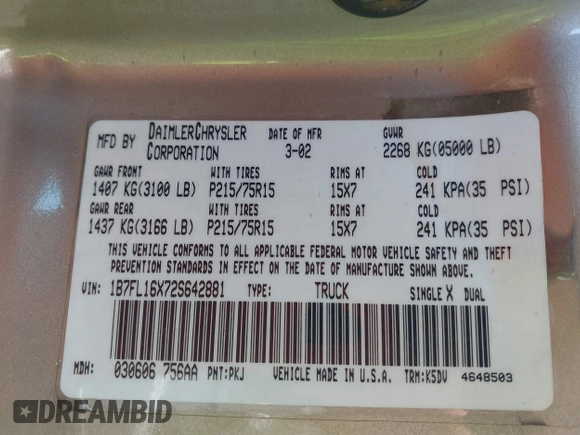 MFD BY DAIMLERCHRYSLER CORPORATION DATE OF MFR 3-02 GVWR 2268 KG(05000 LB)
GAWR FRONT WITH TIRES RIMS AT COLD
1407 KG(3100 LB) P215/75R15 15X7 241 KPA(35 PSI)
GAWR REAR WITH TIRES RIMS AT COLD
1437 KG(3166 LB) P215/75R15 15X7 241 KPA(35 PSI)
THIS VEHICLE CONFORMS TO ALL APPLICABLE FEDERAL MOTOR VEHICLE SAFETY AND THEFT
PREVENTION STANDARDS IN EFFECT ON THE DATE OF MANUFACTURE SHOWN ABOVE.
VIN: 1B7FL16X72S642881 TYPE: TRUCK SINGLE X DUAL
MDH: 030606 756AA PNT:PKJ VEHICLE MADE IN U.S.A. TRM:K5DV 4648503
DREAMBID